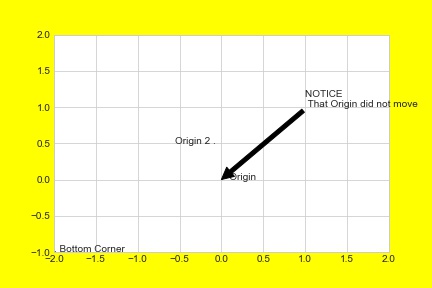 2.0
1.5
1.0
0.5
0.0
−0.5
−1.0
NOTICE
That Origin did not move
Origin 2 .
Origin
. Bottom Corner
−2.0 −1.5 −1.0 −0.5 0.0 0.5 1.0 1.5 2.0